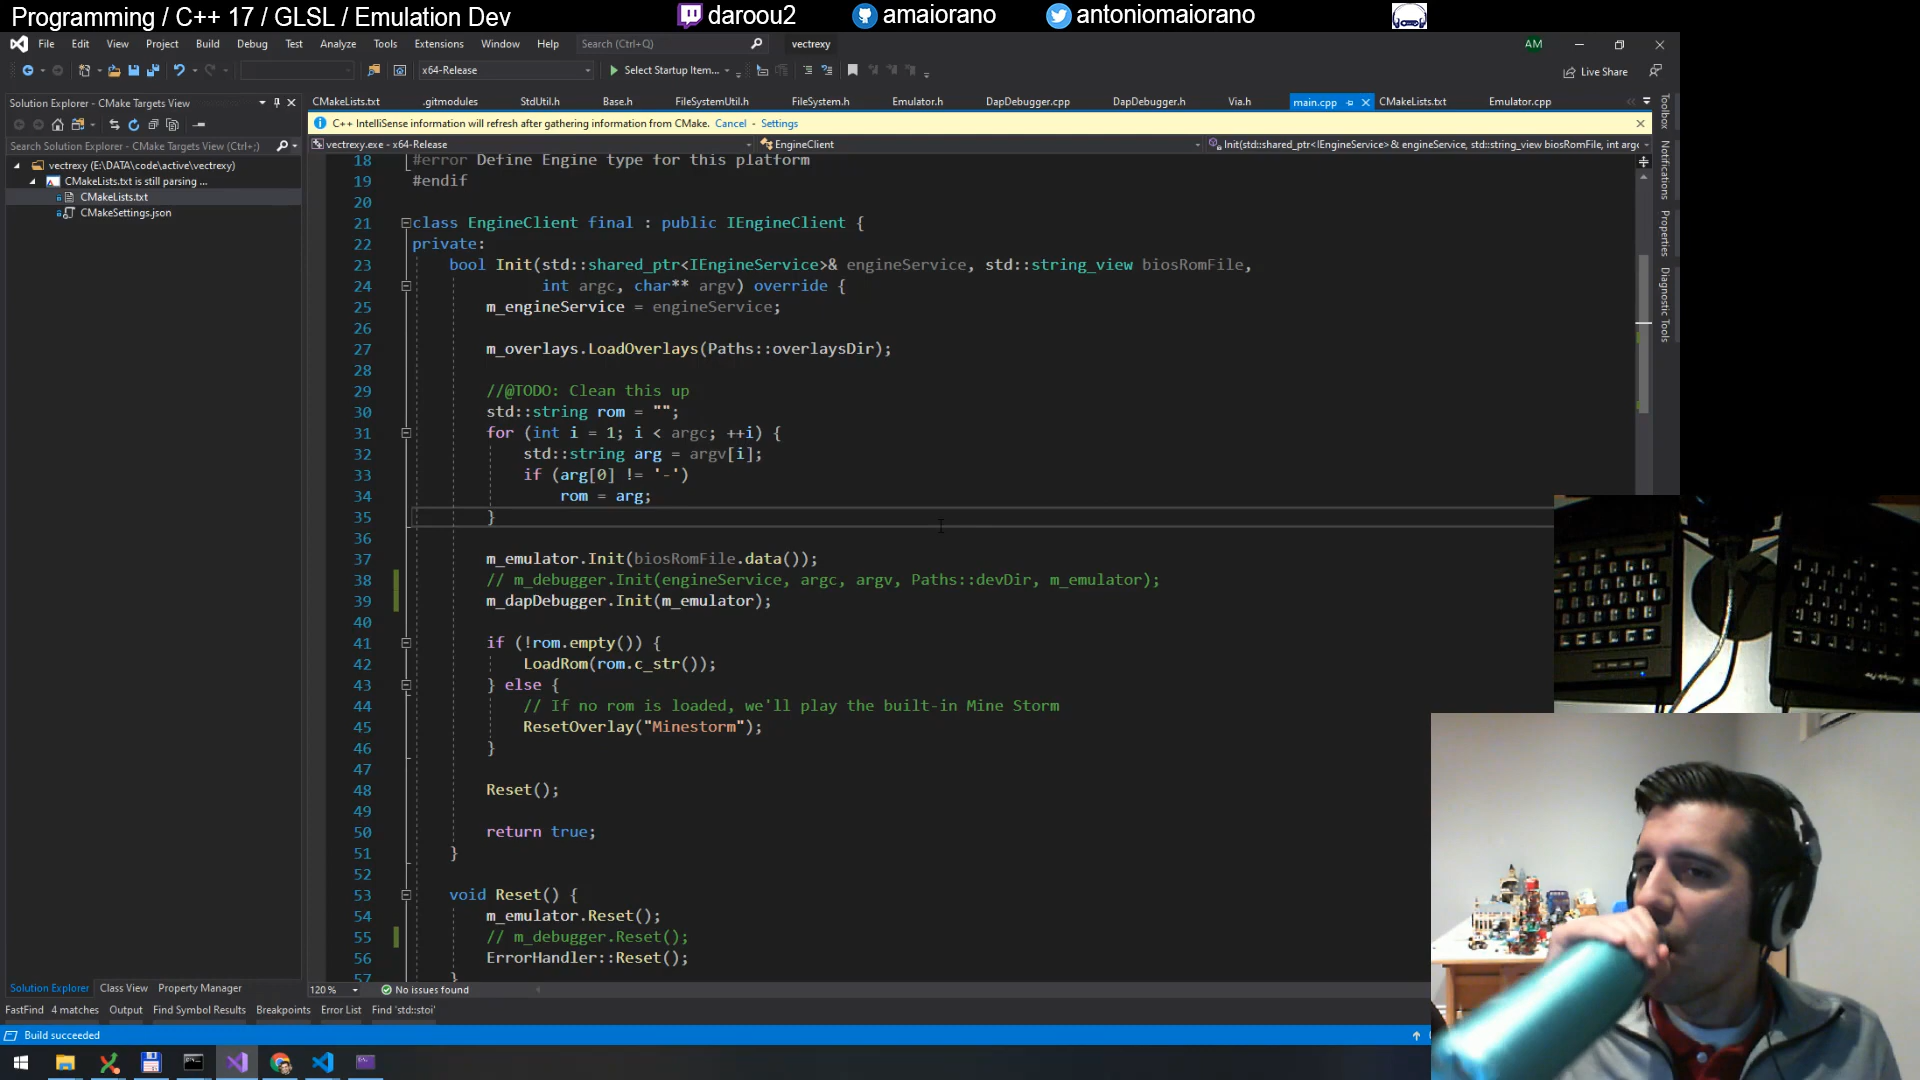 Programming / C++ 17 / GLSL / Emulation Dev
daroou2
amaiorano
antoniomaiorano
File Edit View Project Build Debug Test Analyze Tools Extensions Window Help
Search (Ctrl+Q)
vectrexy
AM
x64-Release
Select Startup Item...
Live Share
Solution Explorer - CMake Targets View
CMakeLists.txt .gitmodules StdUtil.h Base.h FileSystemUtil.h FileSystem.h Emulator.h DapDebugger.cpp DapDebugger.h Via.h main.cpp CMakeLists.txt Emulator.cpp
C++ IntelliSense information will refresh after gathering information from CMake. Cancel - Settings
Search Solution Explorer - CMake Targets View (Ctrl+;)
vectrexy.exe - x64-Release
EngineClient
Init(std::shared_ptr<IEngineService>& engineService, std::string_view biosRomFile, int argc
vectrexy (E:\DATA\code\active\vectrexy)
CMakeLists.txt is still parsing ...
CMakeLists.txt
CMakeSettings.json
18 #error Define Engine type for this platform
19 #endif
20
21 class EngineClient final : public IEngineClient {
22 private:
23 bool Init(std::shared_ptr<IEngineService>& engineService, std::string_view biosRomFile,
24 int argc, char** argv) override {
25 m_engineService = engineService;
26
27 m_overlays.LoadOverlays(Paths::overlaysDir);
28
29 //@TODO: Clean this up
30 std::string rom = "";
31 for (int i = 1; i < argc; ++i) {
32 std::string arg = argv[i];
33 if (arg[0] != '-')
34 rom = arg;
35 }
36
37 m_emulator.Init(biosRomFile.data());
38 // m_debugger.Init(engineService, argc, argv, Paths::devDir, m_emulator);
39 m_dapDebugger.Init(m_emulator);
40
41 if (!rom.empty()) {
42 LoadRom(rom.c_str());
43 } else {
44 // If no rom is loaded, we'll play the built-in Mine Storm
45 ResetOverlay("Minestorm");
46 }
47
48 Reset();
49
50 return true;
51 }
52
53 void Reset() {
54 m_emulator.Reset();
55 // m_debugger.Reset();
56 ErrorHandler::Reset();
57 }
Toolbox
Notifications
Properties
Diagnostic Tools
Solution Explorer Class View Property Manager
120 %
No issues found
FastFind 4 matches Output Find Symbol Results Breakpoints Error List Find 'std::stoi'
Build succeeded